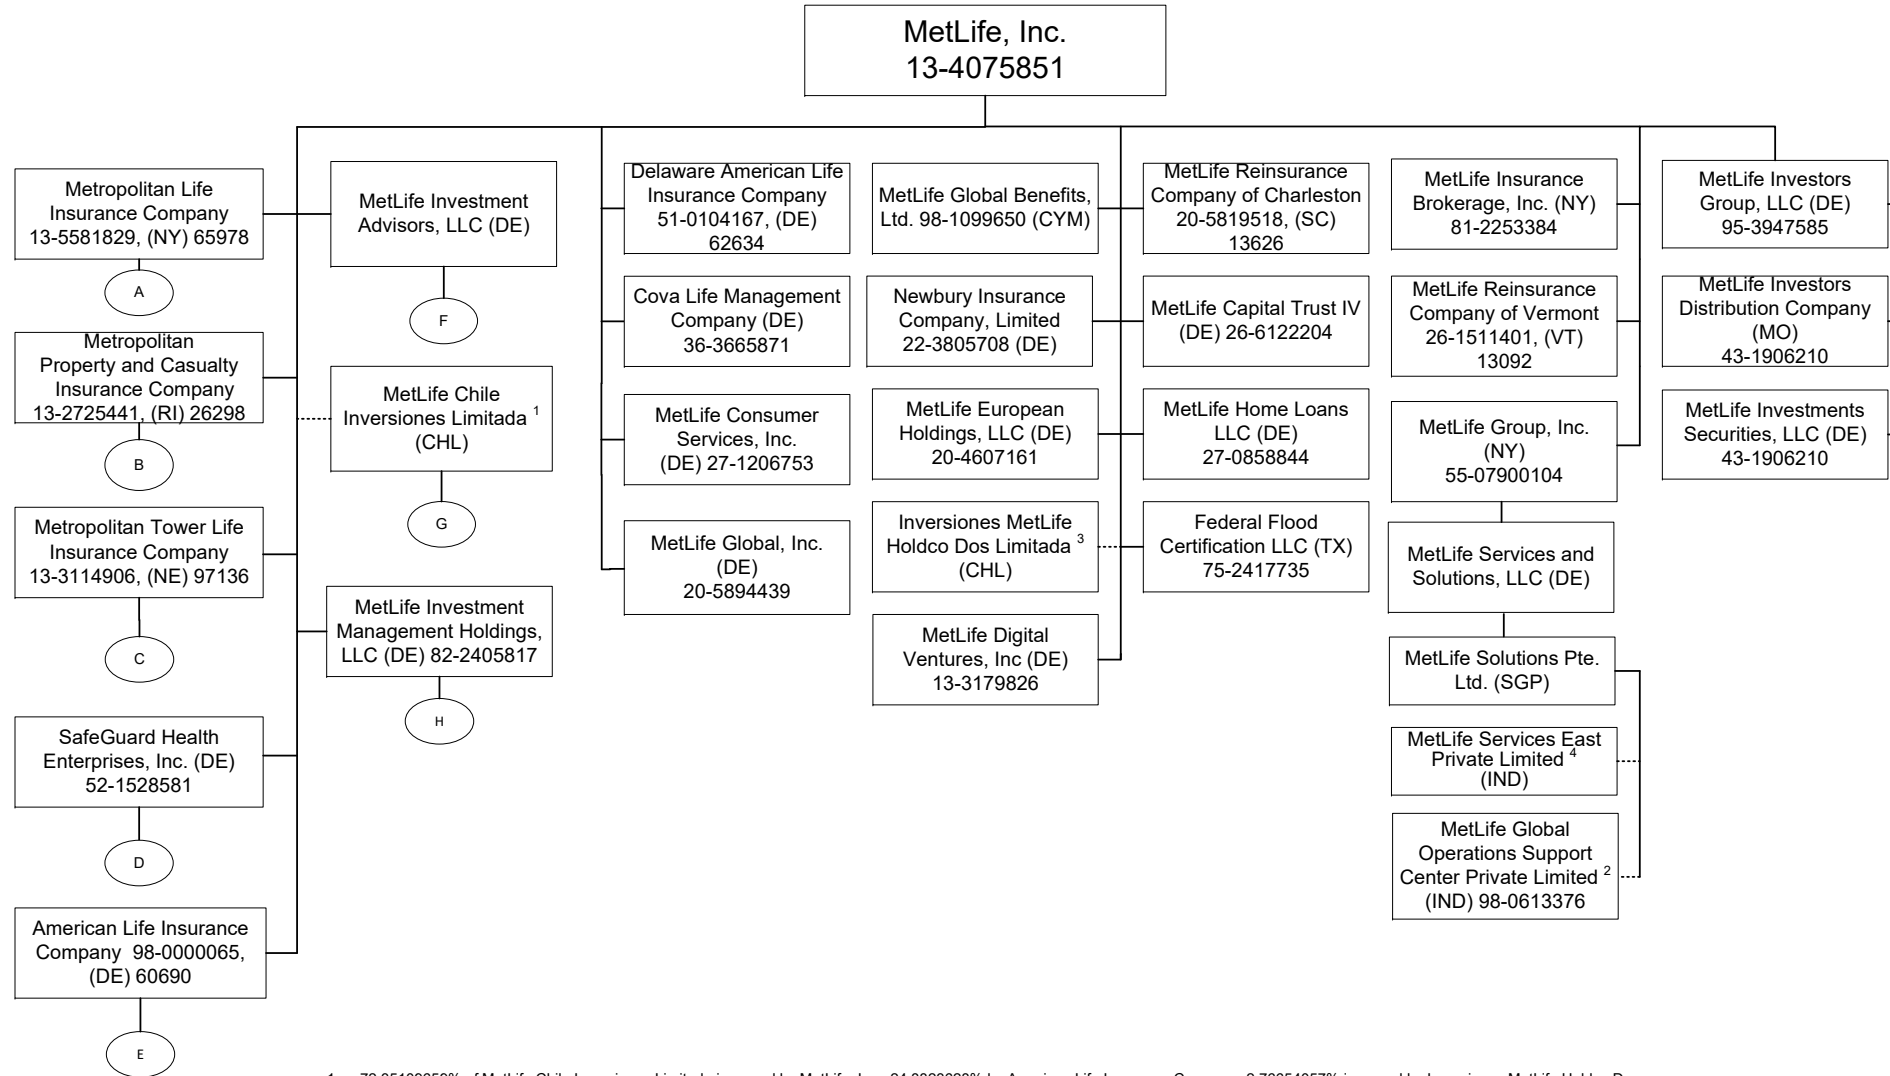 MetLife, Inc.
13-4075851
Metropolitan Life
Insurance Company
13-5581829, (NY) 65978
A
Metropolitan
Property and Casualty
Insurance Company
13-2725441, (RI) 26298
B
Metropolitan Tower Life
Insurance Company
13-3114906, (NE) 97136
C
SafeGuard Health
Enterprises, Inc. (DE)
52-1528581
D
American Life Insurance
Company 98-0000065,
(DE) 60690
E
MetLife Investment
Advisors, LLC (DE)
F
MetLife Chile
Inversiones Limitada 1
(CHL)
G
MetLife Investment
Management Holdings,
LLC (DE) 82-2405817
H
Delaware American Life
Insurance Company
51-0104167, (DE)
62634
Cova Life Management
Company (DE)
36-3665871
MetLife Consumer
Services, Inc.
(DE) 27-1206753
MetLife Global, Inc.
(DE)
20-5894439
MetLife Global Benefits,
Ltd. 98-1099650 (CYM)
Newbury Insurance
Company, Limited
22-3805708 (DE)
MetLife European
Holdings, LLC (DE)
20-4607161
Inversiones MetLife
Holdco Dos Limitada 3
(CHL)
MetLife Digital
Ventures, Inc (DE)
13-3179826
MetLife Reinsurance
Company of Charleston
20-5819518, (SC)
13626
MetLife Capital Trust IV
(DE) 26-6122204
MetLife Home Loans
LLC (DE)
27-0858844
Federal Flood
Certification LLC (TX)
75-2417735
MetLife Insurance
Brokerage, Inc. (NY)
81-2253384
MetLife Reinsurance
Company of Vermont
26-1511401, (VT)
13092
MetLife Group, Inc.
(NY)
55-07900104
MetLife Services and
Solutions, LLC (DE)
MetLife Solutions Pte.
Ltd. (SGP)
MetLife Services East
Private Limited 4
(IND)
MetLife Global
Operations Support
Center Private Limited 2
(IND) 98-0613376
MetLife Investors
Group, LLC (DE)
95-3947585
MetLife Investors
Distribution Company
(MO)
43-1906210
MetLife Investments
Securities, LLC (DE)
43-1906210